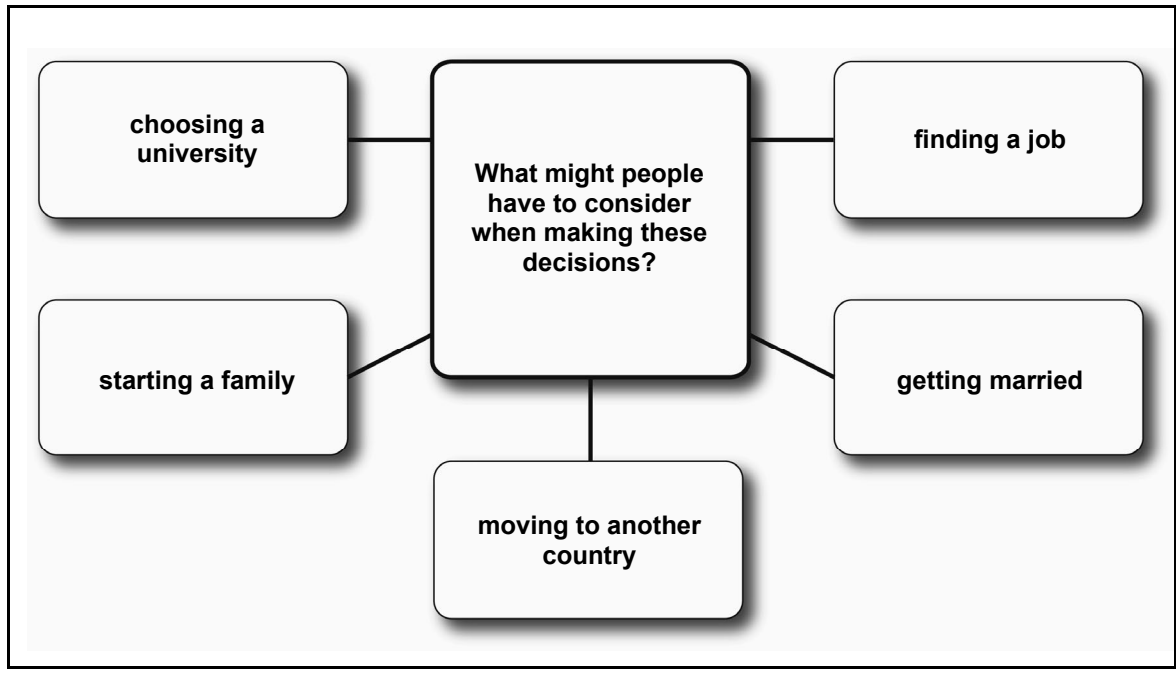 choosing a
university
What might people
have to consider
when making these
decisions?
finding a job
starting a family
getting married
moving to another
country